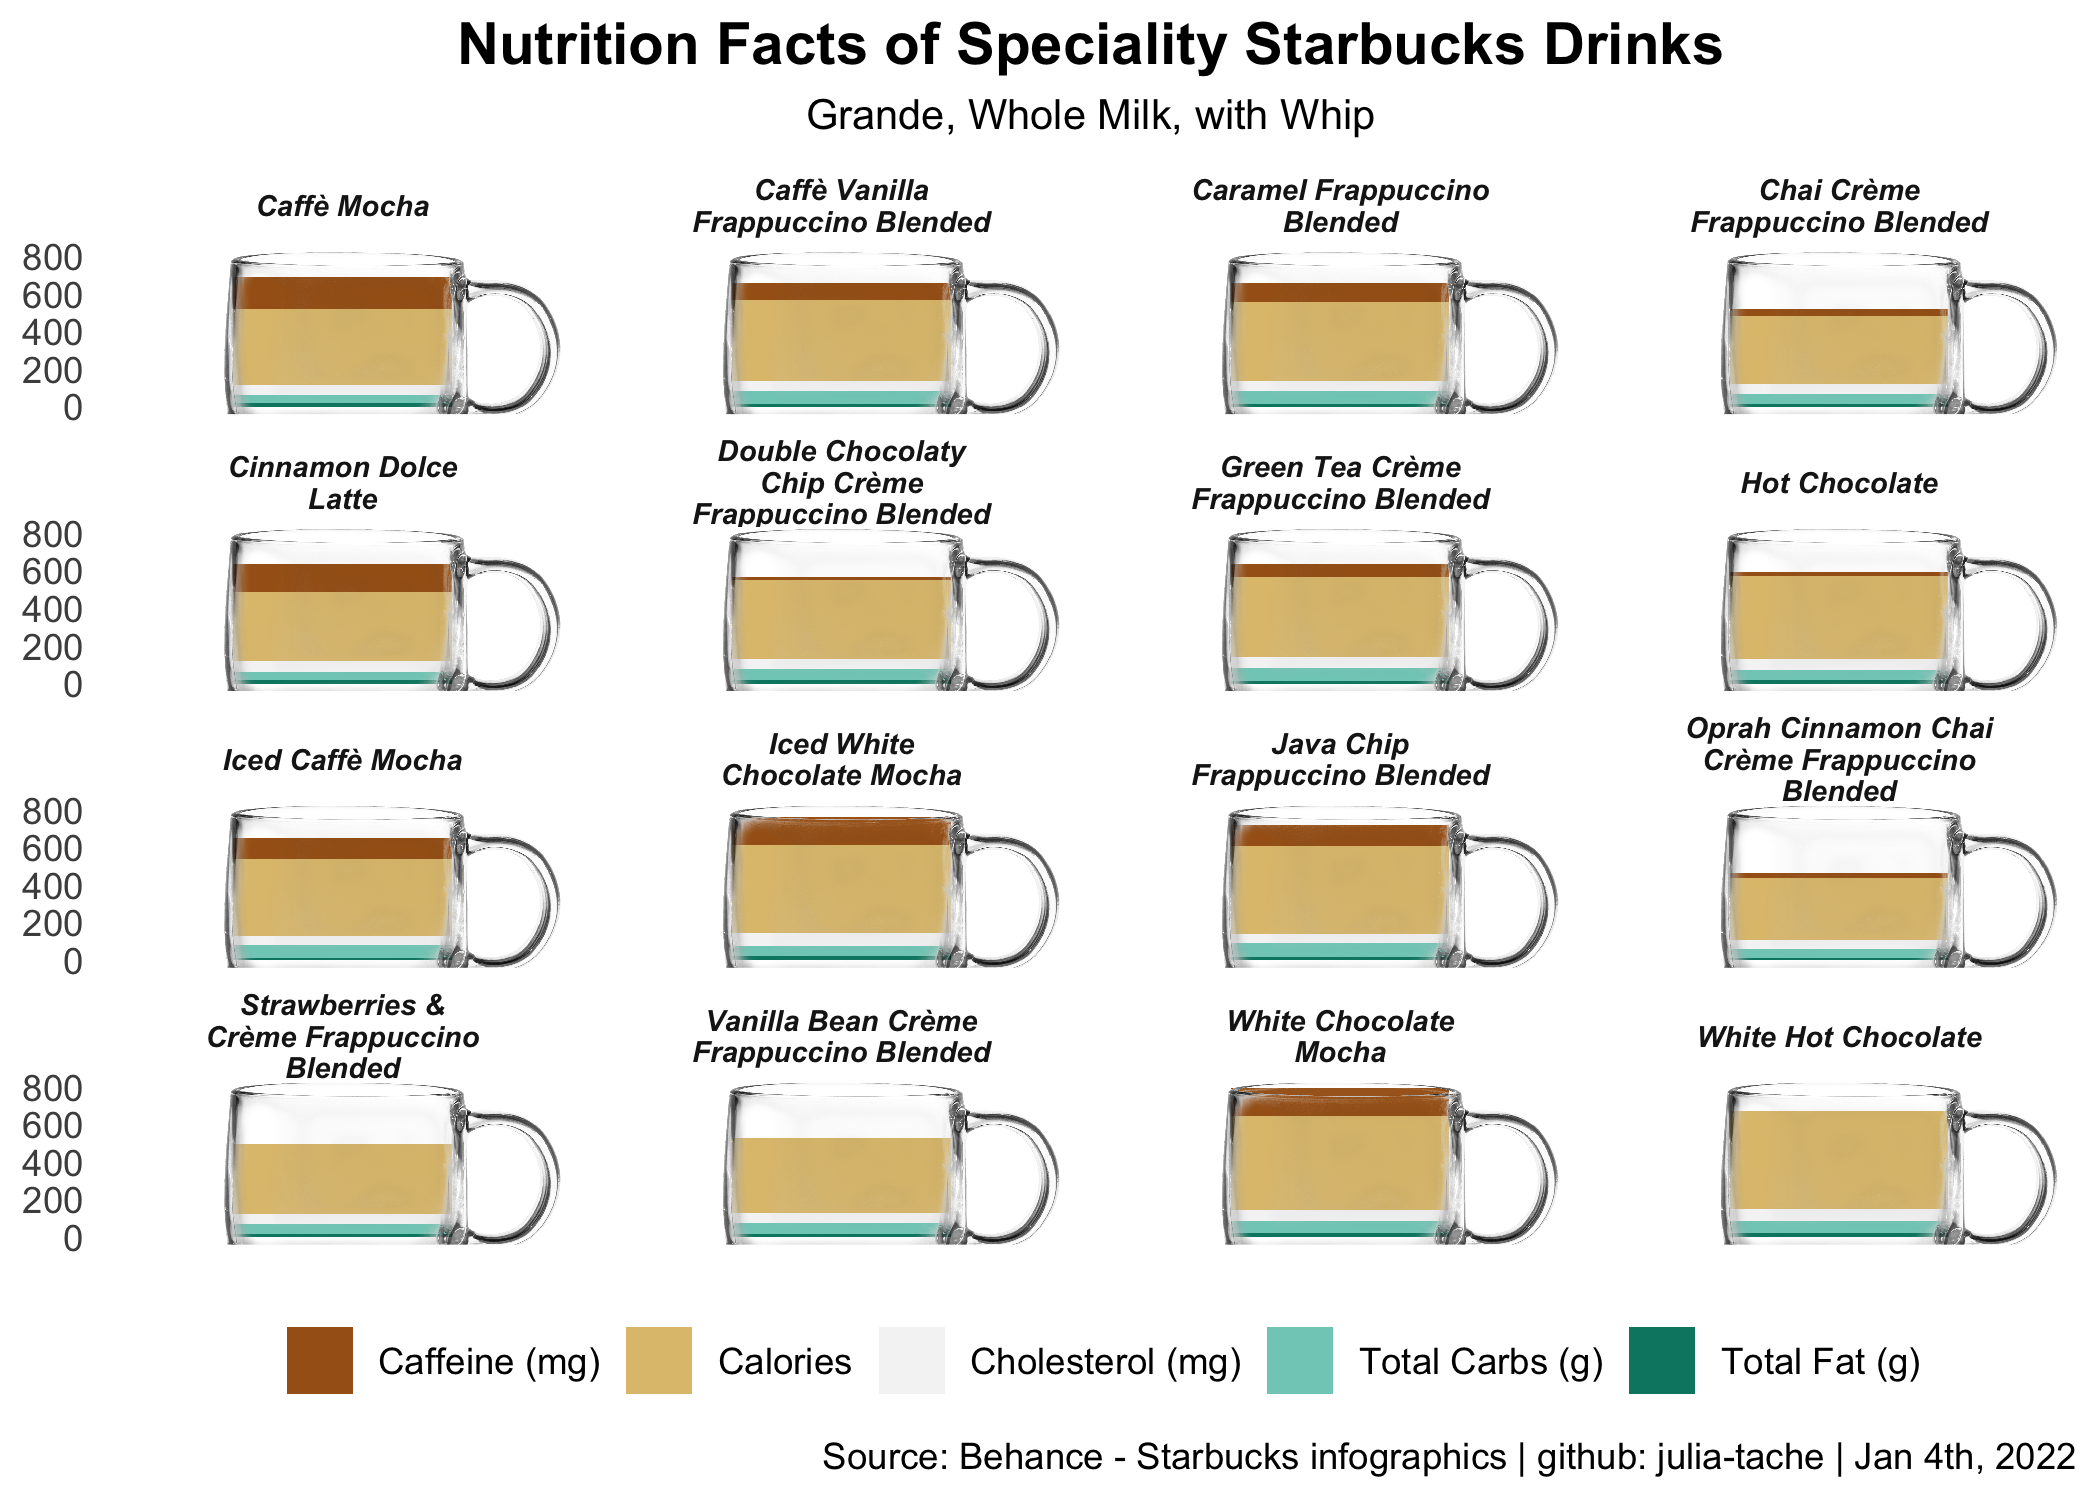 Nutrition Facts of Speciality Starbucks Drinks
Grande, Whole Milk, with Whip
Caffè Mocha
Caffè Vanilla
Frappuccino Blended
Caramel Frappuccino
Blended
Chai Crème
Frappuccino Blended
800
600
400
200
0
Cinnamon Dolce
Latte
Double Chocolaty
Chip Crème
Frappuccino Blended
Green Tea Crème
Frappuccino Blended
Hot Chocolate
800
600
400
200
0
Iced Caffè Mocha
Iced White
Chocolate Mocha
Java Chip
Frappuccino Blended
Oprah Cinnamon Chai
Crème Frappuccino
Blended
800
600
400
200
0
Strawberries &
Crème Frappuccino
Blended
Vanilla Bean Crème
Frappuccino Blended
White Chocolate
Mocha
White Hot Chocolate
800
600
400
200
0
Caffeine (mg)
Calories
Cholesterol (mg)
Total Carbs (g)
Total Fat (g)
Source: Behance - Starbucks infographics | github: julia-tache | Jan 4th, 2022